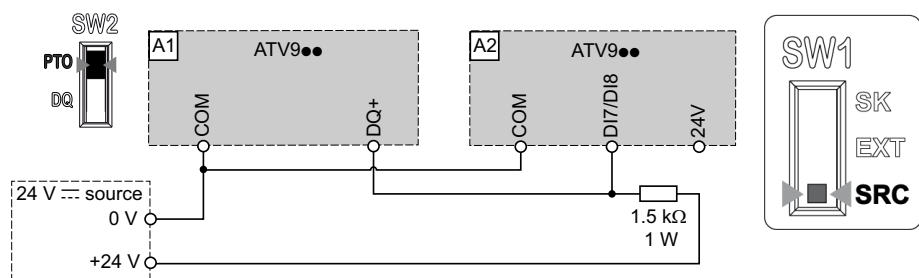 SW2
PTO
DQ
A1
ATV9●●
COM
DQ+
A2
ATV9●●
COM
DI7/DI8
24V
24 V ⎓ source
0 V
+24 V
1.5 kΩ
1 W
SW1
SK
EXT
SRC